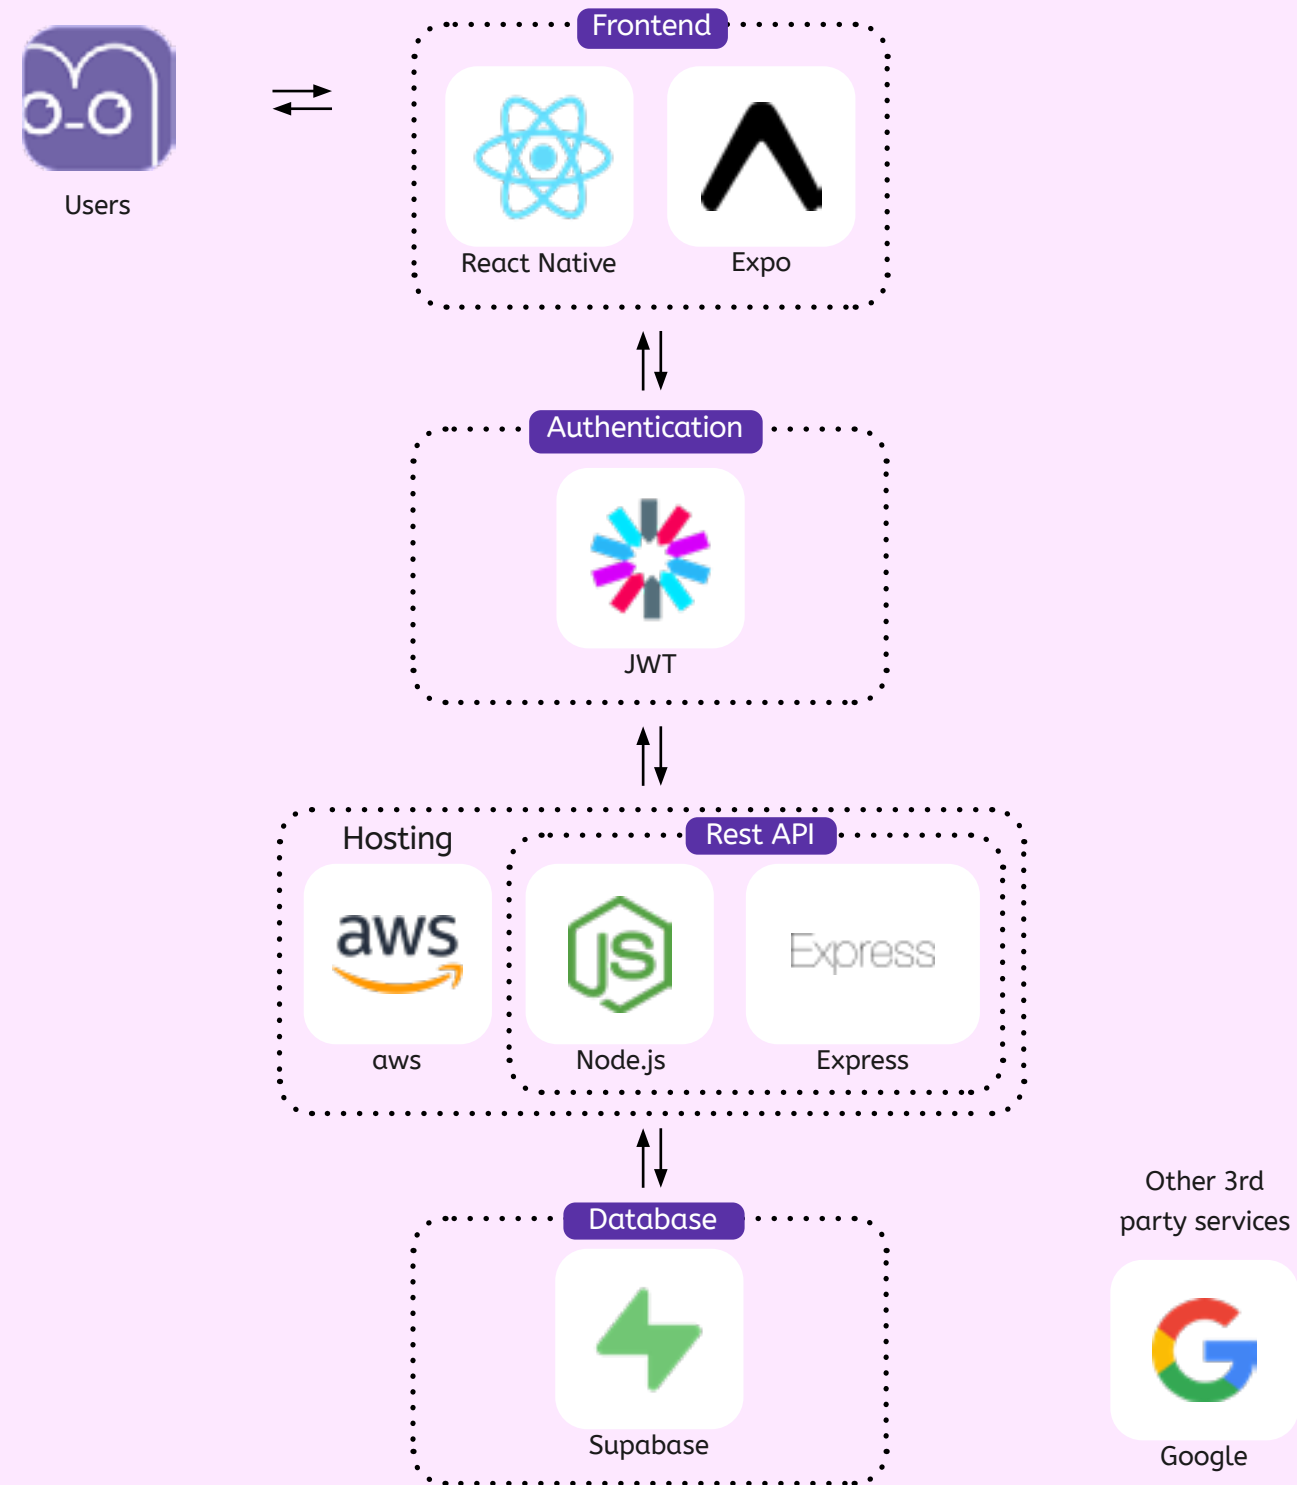 Frontend
Users
React Native
Expo
Authentication
JWT
Hosting
Rest API
aws
JS
Express
aws
Node.js
Express
Database
Supabase
Other 3rd
party services
G
Google